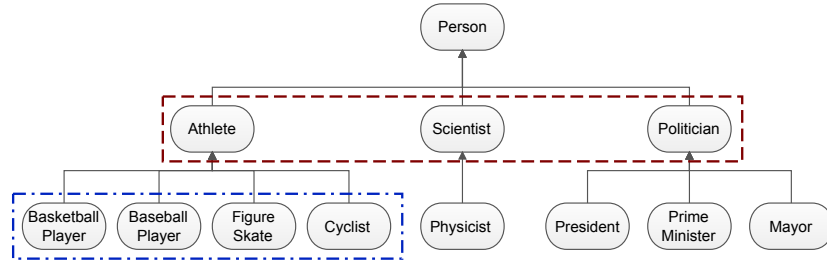 Person
Athlete
Scientist
Politician
Basketball
Player
Baseball
Player
Figure
Skate
Cyclist
Physicist
President
Prime
Minister
Mayor